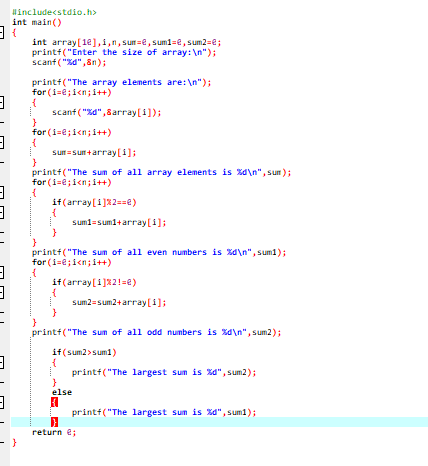 #include<stdio.h>
int main()
{
int array[10],i,n,sum=0,sum1=0,sum2=0;
printf("Enter the size of array:\n");
scanf("%d",&n);
printf("The array elements are:\n");
for(i=0;i<n;i++)
{
scanf("%d",&array[i]);
}
for(i=0;i<n;i++)
{
sum=sum+array[i];
}
printf("The sum of all array elements is %d\n",sum);
for(i=0;i<n;i++)
{
if(array[i]%2==0)
{
sum1=sum1+array[i];
}
}
printf("The sum of all even numbers is %d\n",sum1);
for(i=0;i<n;i++)
{
if(array[i]%2!=0)
{
sum2=sum2+array[i];
}
}
printf("The sum of all odd numbers is %d\n",sum2);
if(sum2>sum1)
{
printf("The largest sum is %d",sum2);
}
else
{
printf("The largest sum is %d",sum1);
}
return 0;
}